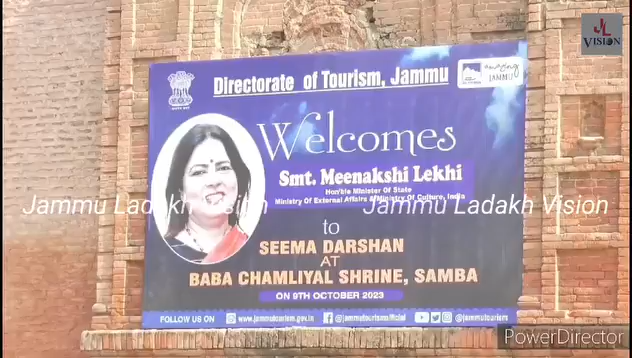 JL
VISION
Directorate of Tourism, Jammu
JAMMU
Welcomes
Smt. Meenakshi Lekhi
Hon'ble Minister Of State
Ministry Of External Affairs & Ministry Of Culture, India
Jammu Ladakh Vision Jammu Ladakh Vision
to
SEEMA DARSHAN
AT
BABA CHAMLIYAL SHRINE, SAMBA
ON 9TH OCTOBER 2023
FOLLOW US ON www.jammutourism.gov.in @jammutourismofficial @jammutourism
PowerDirector